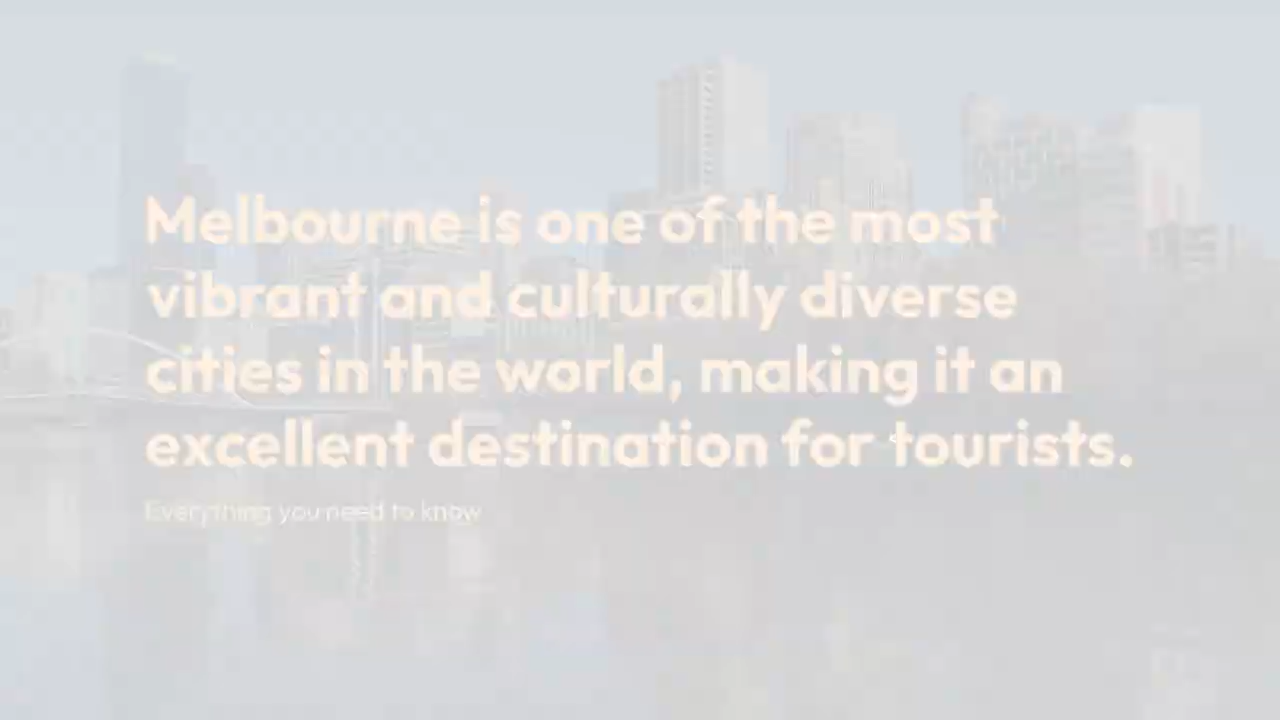 Melbourne is one of the most
vibrant and culturally diverse
cities in the world, making it an
excellent destination for tourists.
Everything you need to know